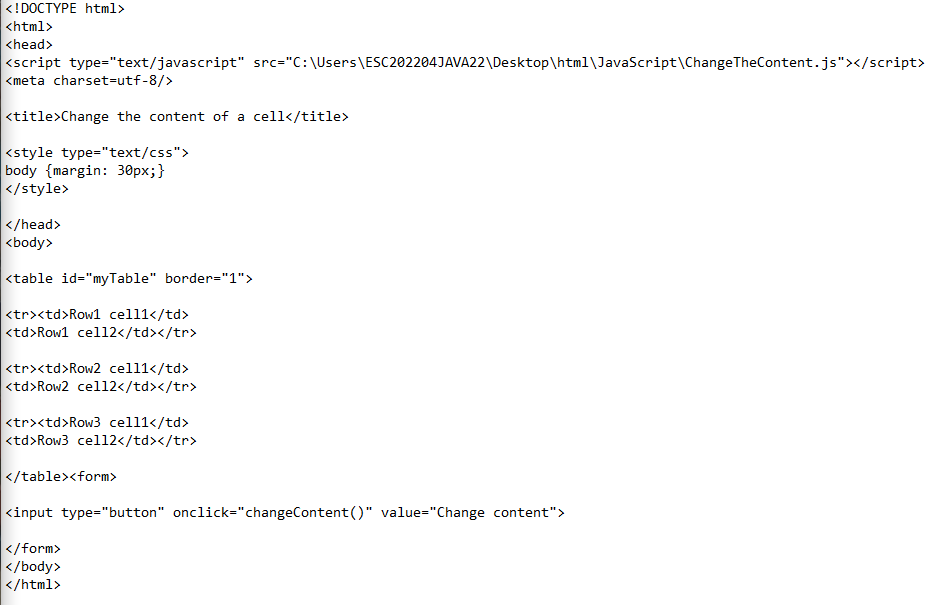 <!DOCTYPE html>
<html>
<head>
<script type="text/javascript" src="C:\Users\ESC202204JAVA22\Desktop\html\JavaScript\ChangeTheContent.js"></script>
<meta charset=utf-8/>
<title>Change the content of a cell</title>
<style type="text/css">
body {margin: 30px;}
</style>
</head>
<body>
<table id="myTable" border="1">
<tr><td>Row1 cell1</td>
<td>Row1 cell2</td></tr>
<tr><td>Row2 cell1</td>
<td>Row2 cell2</td></tr>
<tr><td>Row3 cell1</td>
<td>Row3 cell2</td></tr>
</table><form>
<input type="button" onclick="changeContent()" value="Change content">
</form>
</body>
</html>